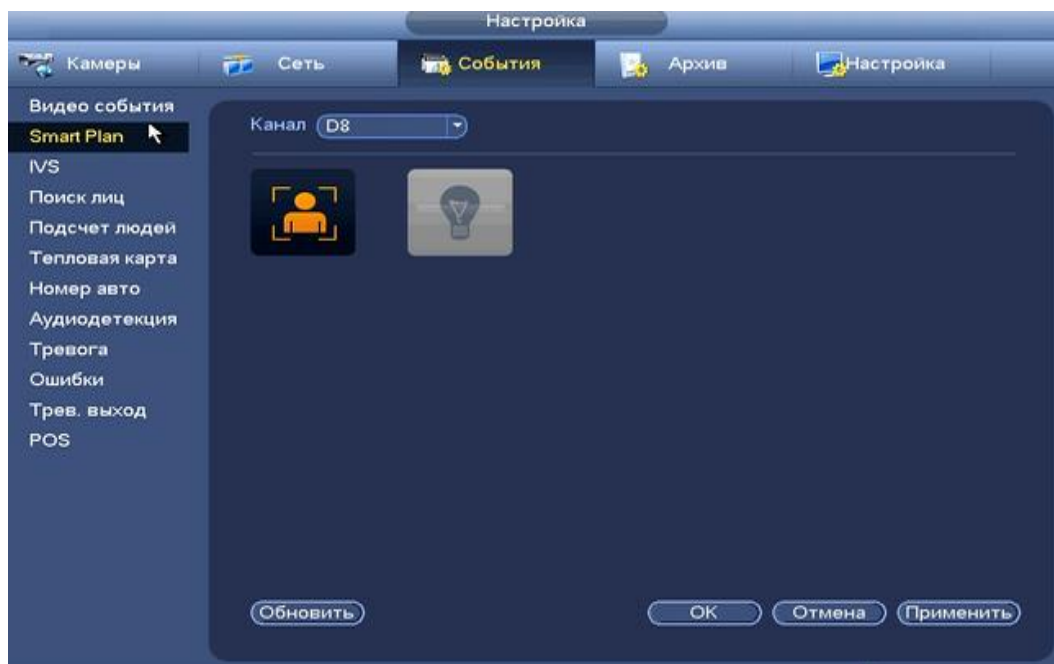 Настройка
Камеры
Сеть
События
Архив
Настройка
Видео события
Smart Plan
IVS
Поиск лиц
Подсчет людей
Тепловая карта
Номер авто
Аудиодетекция
Тревога
Ошибки
Трев. выход
POS
Канал D8
Обновить
OK
Отмена
Применить